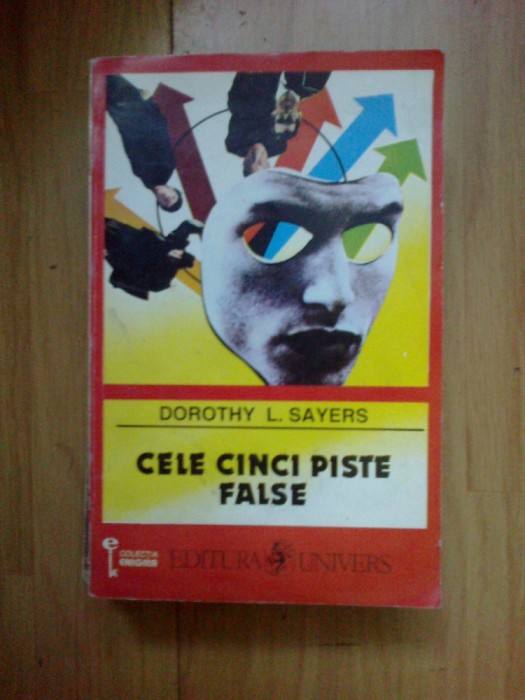 DOROTHY L. SAYERS
CELE CINCI PISTE
FALSE
COLECȚIA
ENIGMA
EDITURA UNIVERS